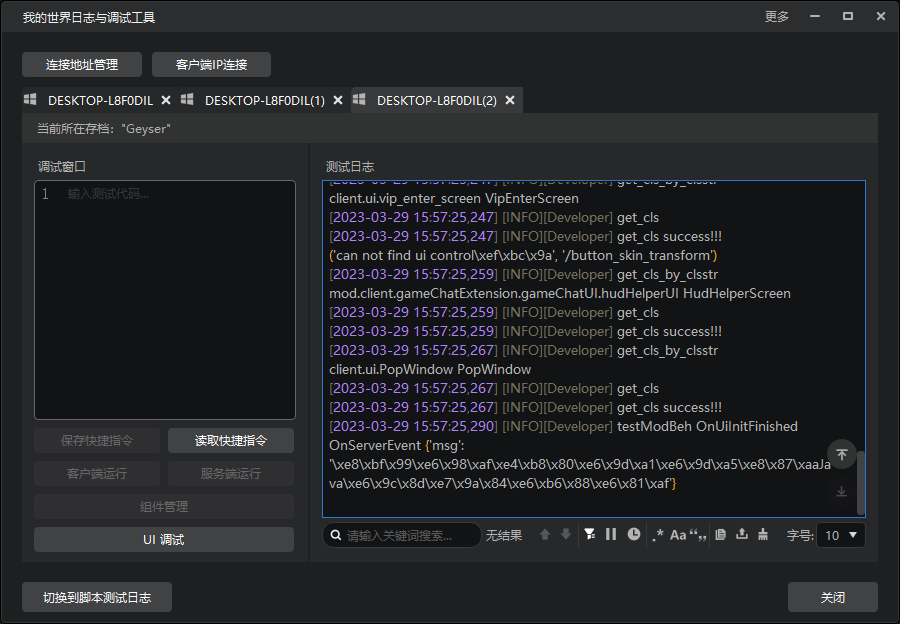 我的世界日志与调试工具
更多
连接地址管理
客户端IP连接
DESKTOP-L8F0DIL
DESKTOP-L8F0DIL(1)
DESKTOP-L8F0DIL(2)
当前所在存档："Geyser"
调试窗口
1 输入测试代码...
保存快捷指令
读取快捷指令
客户端运行
服务端运行
组件管理
UI 调试
测试日志
[2023-03-29 15:57:25,247] [INFO][Developer] get_cls_by_clsstr
client.ui.vip_enter_screen VipEnterScreen
[2023-03-29 15:57:25,247] [INFO][Developer] get_cls
[2023-03-29 15:57:25,247] [INFO][Developer] get_cls success!!!
('can not find ui control\xef\xbc\x9a', '/button_skin_transform')
[2023-03-29 15:57:25,259] [INFO][Developer] get_cls_by_clsstr
mod.client.gameChatExtension.gameChatUI.hudHelperUI HudHelperScreen
[2023-03-29 15:57:25,259] [INFO][Developer] get_cls
[2023-03-29 15:57:25,259] [INFO][Developer] get_cls success!!!
[2023-03-29 15:57:25,267] [INFO][Developer] get_cls_by_clsstr
client.ui.PopWindow PopWindow
[2023-03-29 15:57:25,267] [INFO][Developer] get_cls
[2023-03-29 15:57:25,267] [INFO][Developer] get_cls success!!!
[2023-03-29 15:57:25,290] [INFO][Developer] testModBeh OnUiInitFinished
OnServerEvent {'msg':
'\xe8\xbf\x99\xe6\x98\xaf\xe4\xb8\x80\xe6\x9d\xa1\xe6\x9d\xa5\xe8\x87\xaaJa
va\xe6\x9c\x8d\xe7\x9a\x84\xe6\xb6\x88\xe6\x81\xaf'}
请输入关键词搜索...
无结果
.* Aa “,,
字号:
10
切换到脚本测试日志
关闭